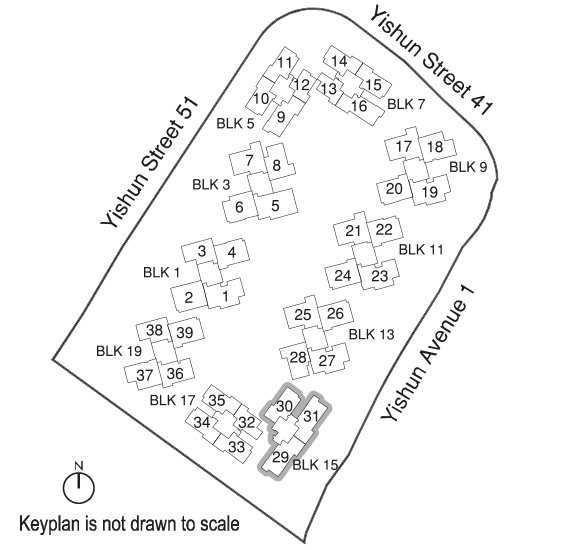 Yishun Street 41
Yishun Street 51
11
12
10
9
BLK 5
14
15
13
16
BLK 7
17
18
BLK 9
20
19
7
8
BLK 3
6
5
21
22
BLK 11
24
23
3
4
BLK 1
2
1
25
26
BLK 13
28
27
38
39
BLK 19
37
36
BLK 17
35
34
32
33
30
31
29
BLK 15
Yishun Avenue 1
N
Keyplan is not drawn to scale